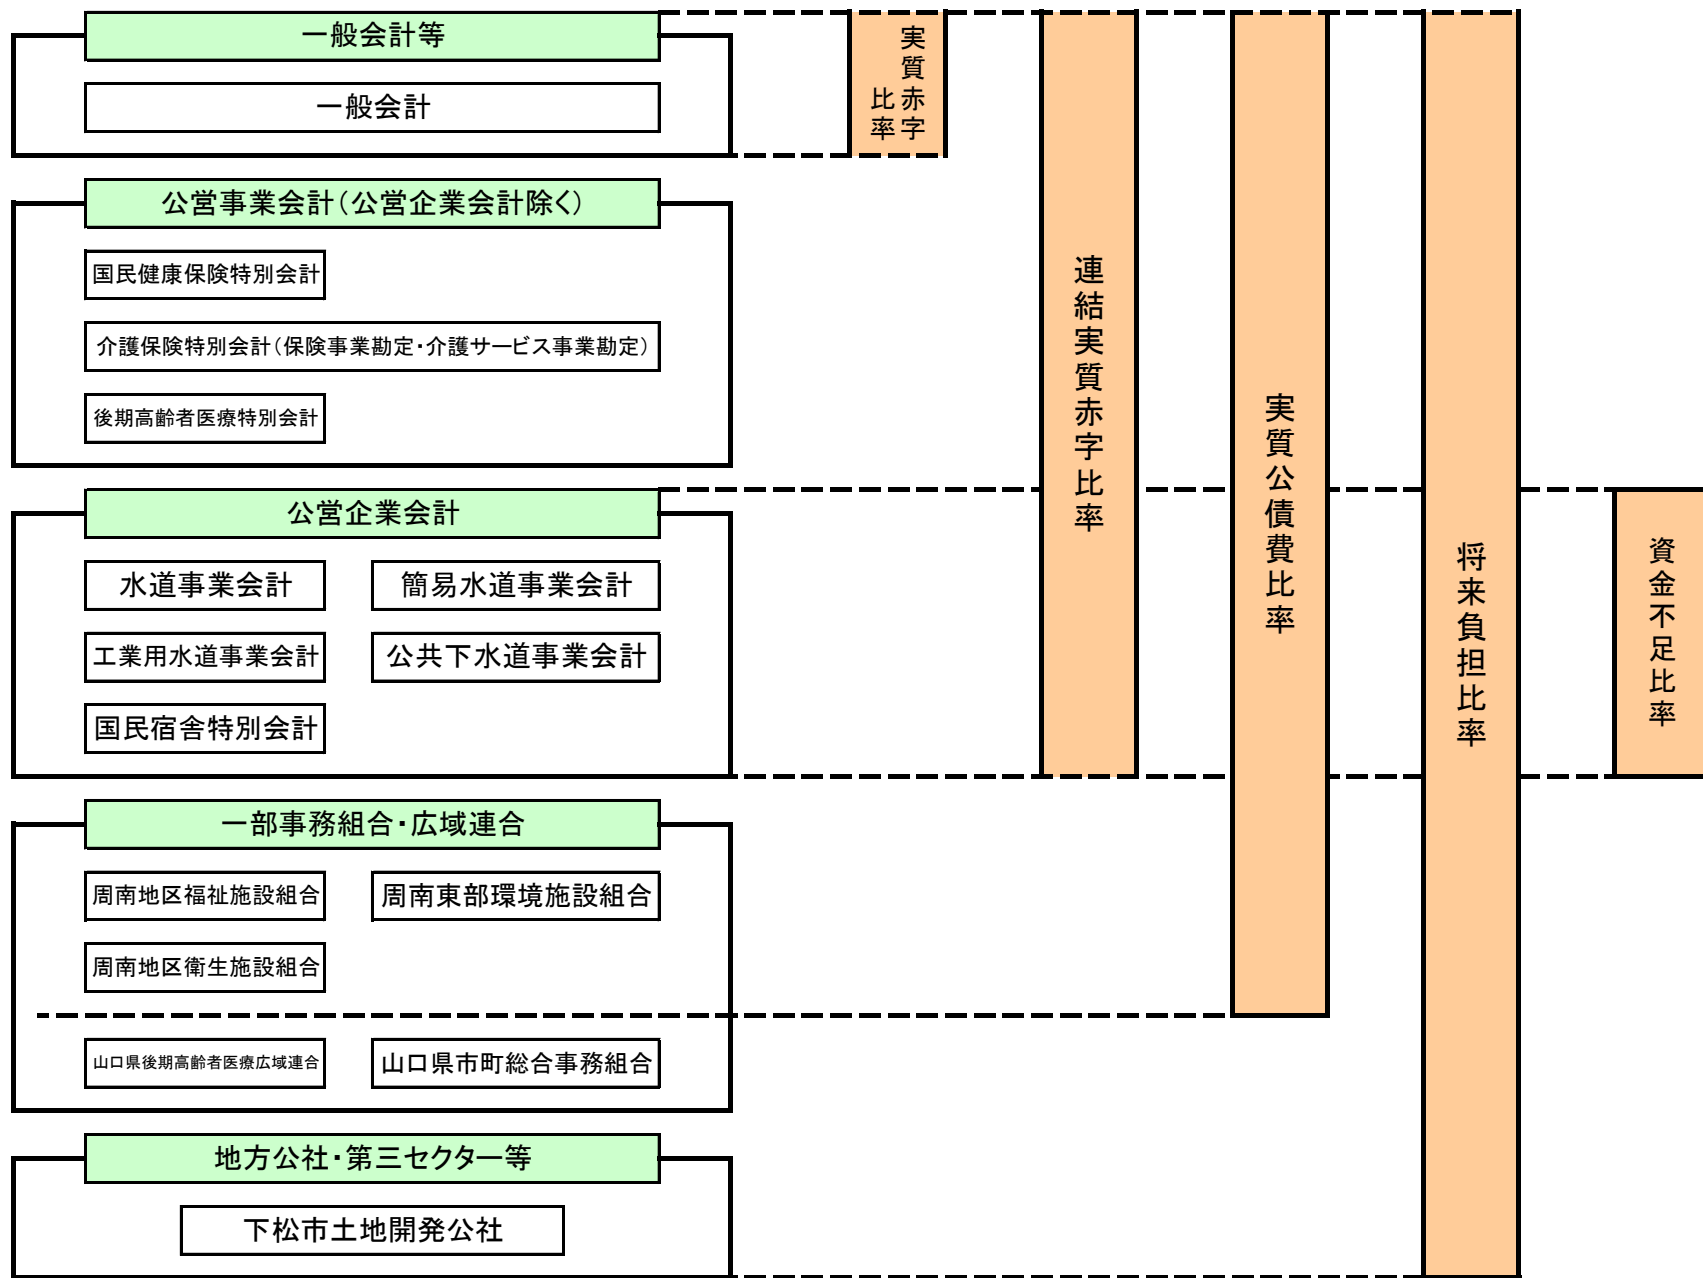 一般会計等
一般会計
実質赤字
比率
公営事業会計（公営企業会計除く）
国民健康保険特別会計
介護保険特別会計（保険事業勘定・介護サービス事業勘定）
後期高齢者医療特別会計
公営企業会計
水道事業会計
簡易水道事業会計
工業用水道事業会計
公共下水道事業会計
国民宿舎特別会計
一部事務組合・広域連合
周南地区福祉施設組合
周南東部環境施設組合
周南地区衛生施設組合
山口県後期高齢者医療広域連合
山口県市町総合事務組合
地方公社・第三セクター等
下松市土地開発公社
連結実質赤字比率
実質公債費比率
将来負担比率
資金不足比率